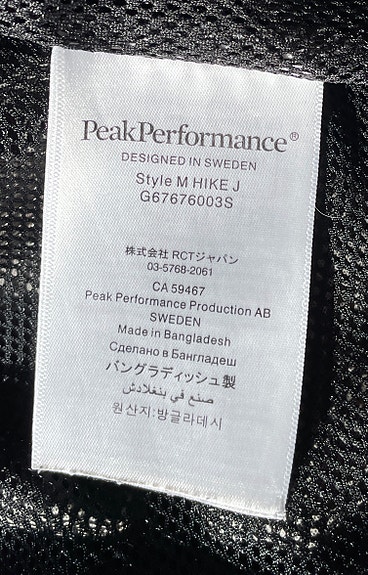 PeakPerformance®
DESIGNED IN SWEDEN
Style M HIKE J
G67676003S
株式会社 RCTジャパン
03-5768-2061
CA 59467
Peak Performance Production AB
SWEDEN
Made in Bangladesh
Сделано в Бангладеш
バングラディッシュ製
صنع في بنغلادش
원산지:방글라데시